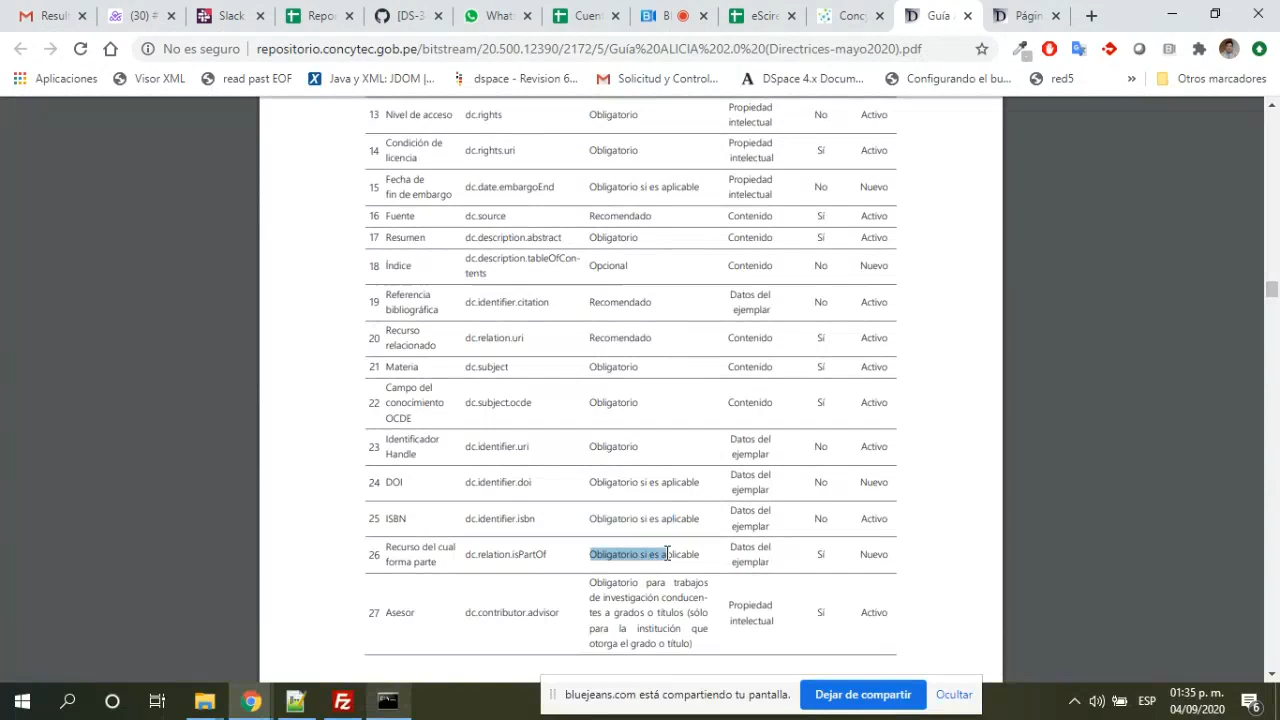 Resul
(30)
Slack
Repo
[DS-3
Whats
Cuent
B
eScire
Conc
Guía
Págin
No es seguro | repositorio.concytec.gob.pe/bitstream/20.500.12390/2172/5/Guía%20ALICIA%202.0%20(Directrices-mayo2020).pdf
Aplicaciones
Visor XML
read past EOF
Java y XML: JDOM |...
dspace - Revision 6...
Solicitud y Control...
DSpace 4.x Docum...
Configurando el bu...
red5
»
Otros marcadores
13 Nivel de acceso dc.rights Obligatorio Propiedad intelectual No Activo
14 Condición de licencia dc.rights.uri Obligatorio Propiedad intelectual Sí Activo
15 Fecha de fin de embargo dc.date.embargoEnd Obligatorio si es aplicable Propiedad intelectual No Nuevo
16 Fuente dc.source Recomendado Contenido Sí Activo
17 Resumen dc.description.abstract Obligatorio Contenido Sí Activo
18 Índice dc.description.tableOfCon-tents Opcional Contenido No Nuevo
19 Referencia bibliográfica dc.identifier.citation Recomendado Datos del ejemplar No Activo
20 Recurso relacionado dc.relation.uri Recomendado Contenido Sí Activo
21 Materia dc.subject Obligatorio Contenido Sí Activo
22 Campo del conocimiento OCDE dc.subject.ocde Obligatorio Contenido Sí Activo
23 Identificador Handle dc.identifier.uri Obligatorio Datos del ejemplar No Activo
24 DOI dc.identifier.doi Obligatorio si es aplicable Datos del ejemplar No Nuevo
25 ISBN dc.identifier.isbn Obligatorio si es aplicable Datos del ejemplar No Activo
26 Recurso del cual forma parte dc.relation.isPartOf Obligatorio si es aplicable Datos del ejemplar Sí Nuevo
27 Asesor dc.contributor.advisor Obligatorio para trabajos de investigación conducen-tes a grados o títulos (sólo para la institución que otorga el grado o título) Propiedad intelectual Sí Activo
bluejeans.com está compartiendo tu pantalla.
Dejar de compartir
Ocultar
ESP
01:35 p. m.
04/09/2020
6